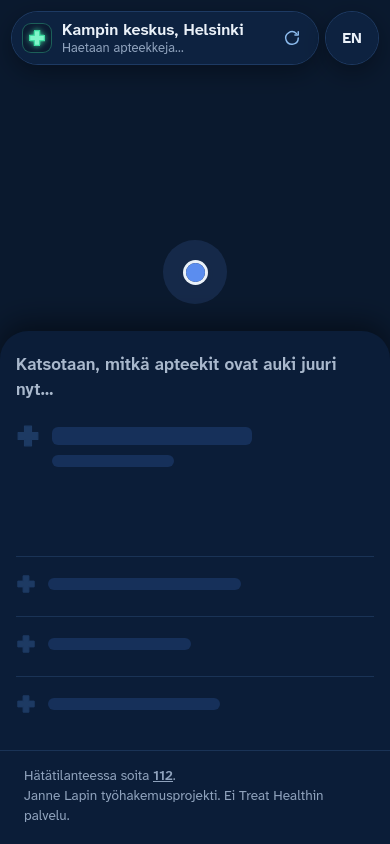 Kampin keskus, Helsinki
Haetaan apteekkeja...
EN
Katsotaan, mitkä apteekit ovat auki juuri
nyt...
Hätätilanteessa soita 112.
Janne Lapin työhakemusprojekti. Ei Treat Healthin
palvelu.